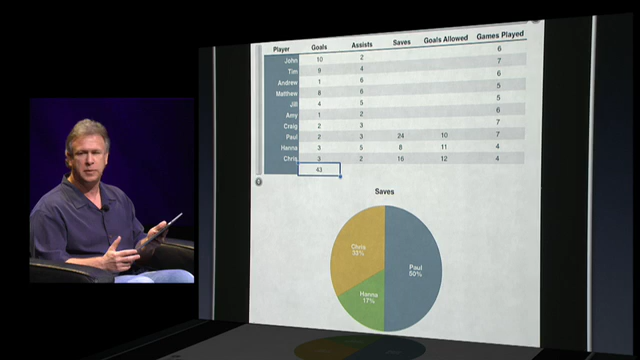 Player Goals Assists Saves Goals Allowed Games Played
John 10 2 6
Tim 9 4 7
Andrew 1 6 6
Matthew 8 6 5
Jill 4 5 5
Amy 1 2 6
Craig 2 3 7
Paul 2 3 24 10 7
Hanna 3 5 8 11 4
Chris 3 2 16 12 4
43
Saves
Chris
33%
Paul
50%
Hanna
17%